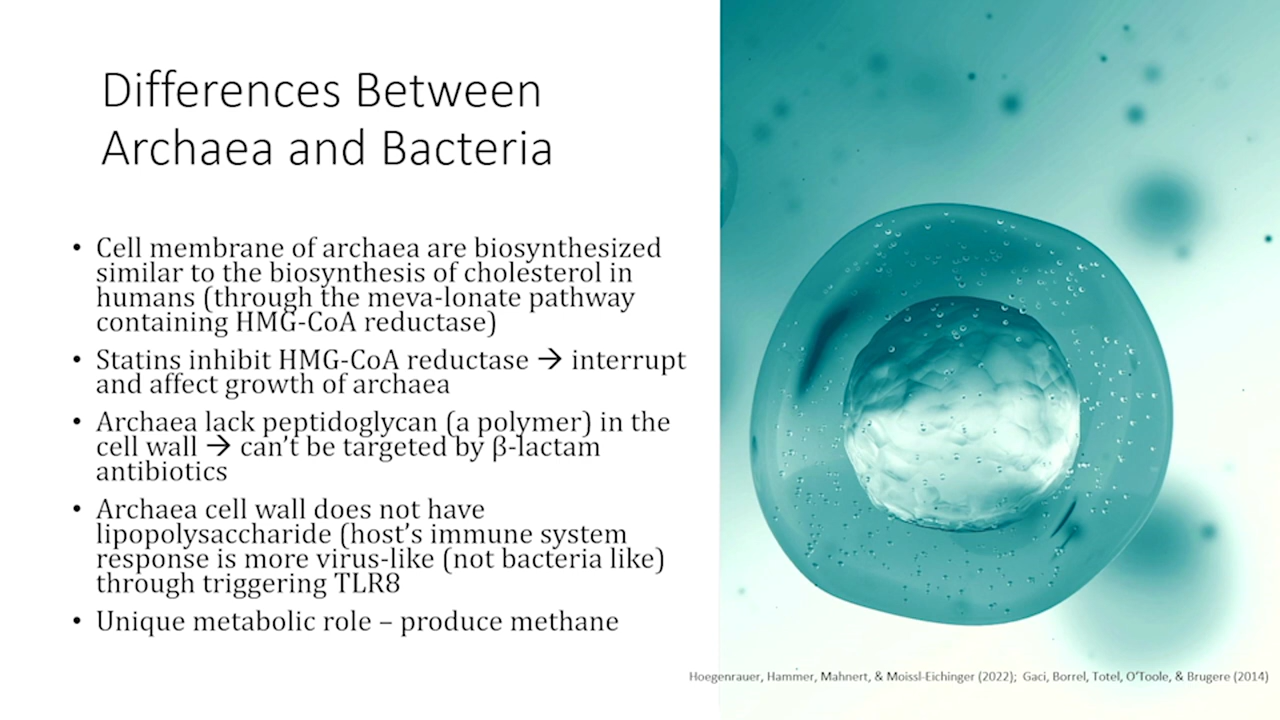 Differences Between
Archaea and Bacteria
• Cell membrane of archaea are biosynthesized
similar to the biosynthesis of cholesterol in
humans (through the meva-lonate pathway
containing HMG-CoA reductase)
• Statins inhibit HMG-CoA reductase → interrupt
and affect growth of archaea
• Archaea lack peptidoglycan (a polymer) in the
cell wall → can't be targeted by β-lactam
antibiotics
• Archaea cell wall does not have
lipopolysaccharide (host's immune system
response is more virus-like (not bacteria like)
through triggering TLR8
• Unique metabolic role – produce methane
Hoegenrauer, Hammer, Mahnert, & Moissl-Eichinger (2022); Gaci, Borrel, Totel, O'Toole, & Brugere (2014)